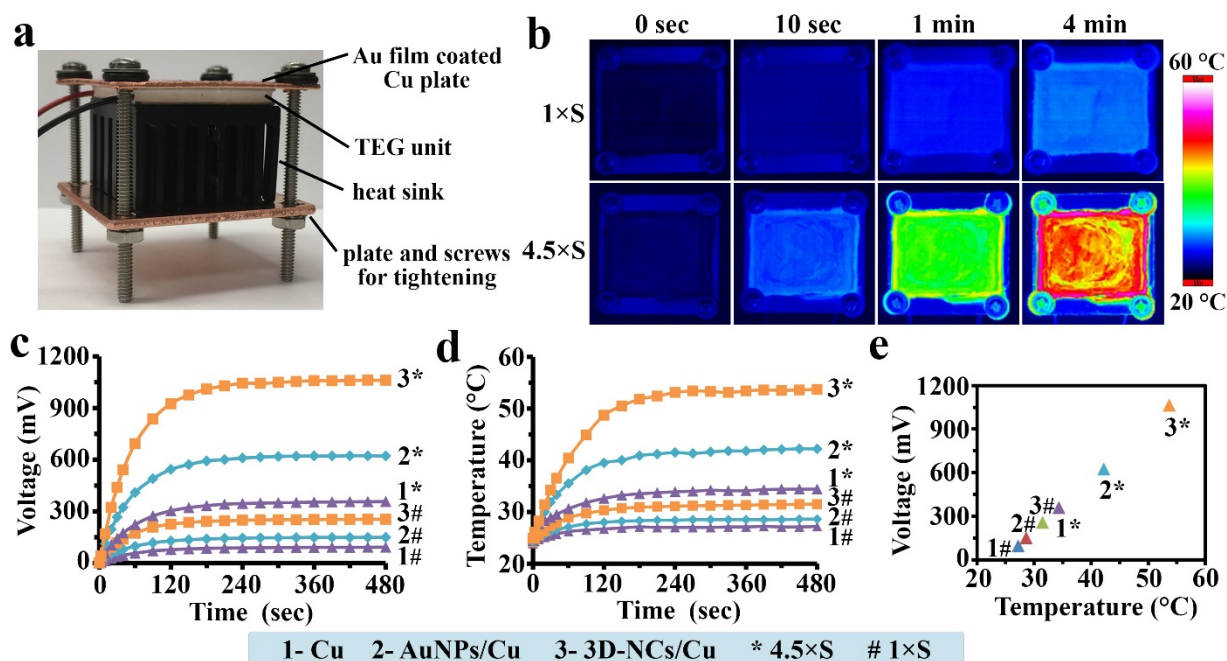 a
Au film coated
Cu plate
TEG unit
heat sink
plate and screws
for tightening
b
0 sec
10 sec
1 min
4 min
1×S
4.5×S
60 °C
20 °C
c
Voltage (mV)
1200
900
600
300
0
0
120
240
360
480
Time (sec)
3*
2*
1*
3#
2#
1#
d
Temperature (°C)
60
50
40
30
20
0
120
240
360
480
Time (sec)
3*
2*
1*
3#
2#
1#
e
Voltage (mV)
1200
900
600
300
0
20
30
40
50
60
Temperature (°C)
1#
2#
3#
1*
2*
3*
1- Cu 2- AuNPs/Cu 3- 3D-NCs/Cu * 4.5×S # 1×S